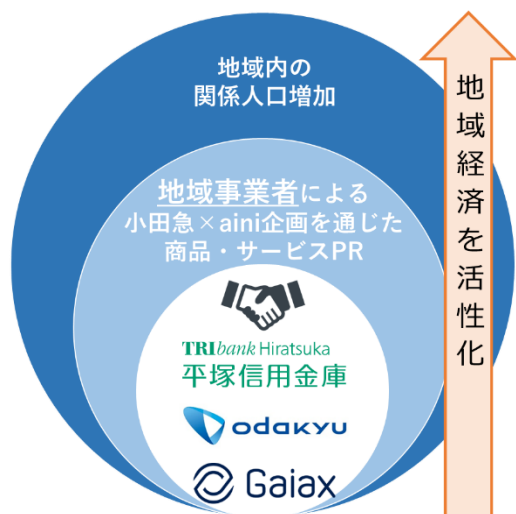 地域内の
関係人口増加
地域事業者による
小田急×aini企画を通じた
商品・サービスPR
TRIbank Hiratsuka
平塚信用金庫
odakyu
Gaiax
地域経済を活性化